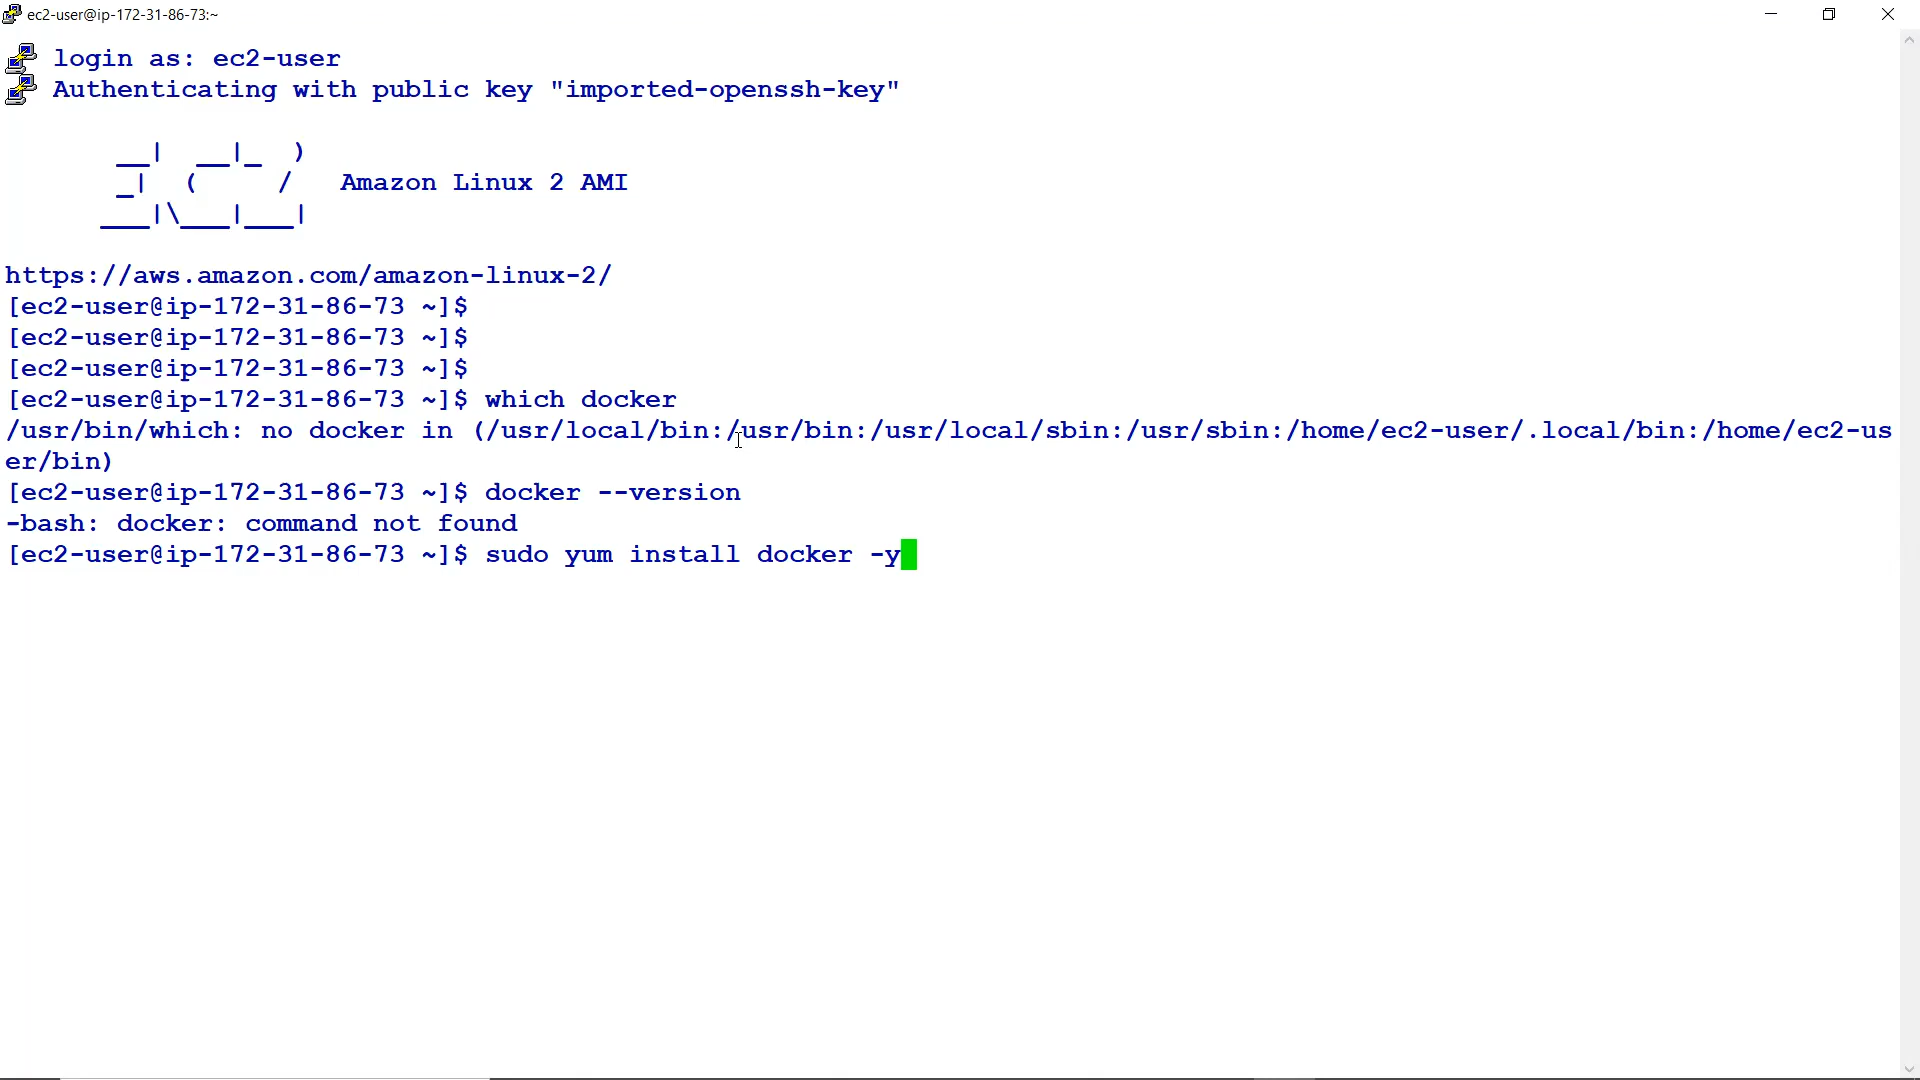 ec2-user@ip-172-31-86-73:~
login as: ec2-user
Authenticating with public key "imported-openssh-key"
__|  __|_  )
_|  (     /   Amazon Linux 2 AMI
___|\___|___|
https://aws.amazon.com/amazon-linux-2/
[ec2-user@ip-172-31-86-73 ~]$
[ec2-user@ip-172-31-86-73 ~]$
[ec2-user@ip-172-31-86-73 ~]$
[ec2-user@ip-172-31-86-73 ~]$ which docker
/usr/bin/which: no docker in (/usr/local/bin:/usr/bin:/usr/local/sbin:/usr/sbin:/home/ec2-user/.local/bin:/home/ec2-us
er/bin)
[ec2-user@ip-172-31-86-73 ~]$ docker --version
-bash: docker: command not found
[ec2-user@ip-172-31-86-73 ~]$ sudo yum install docker -y